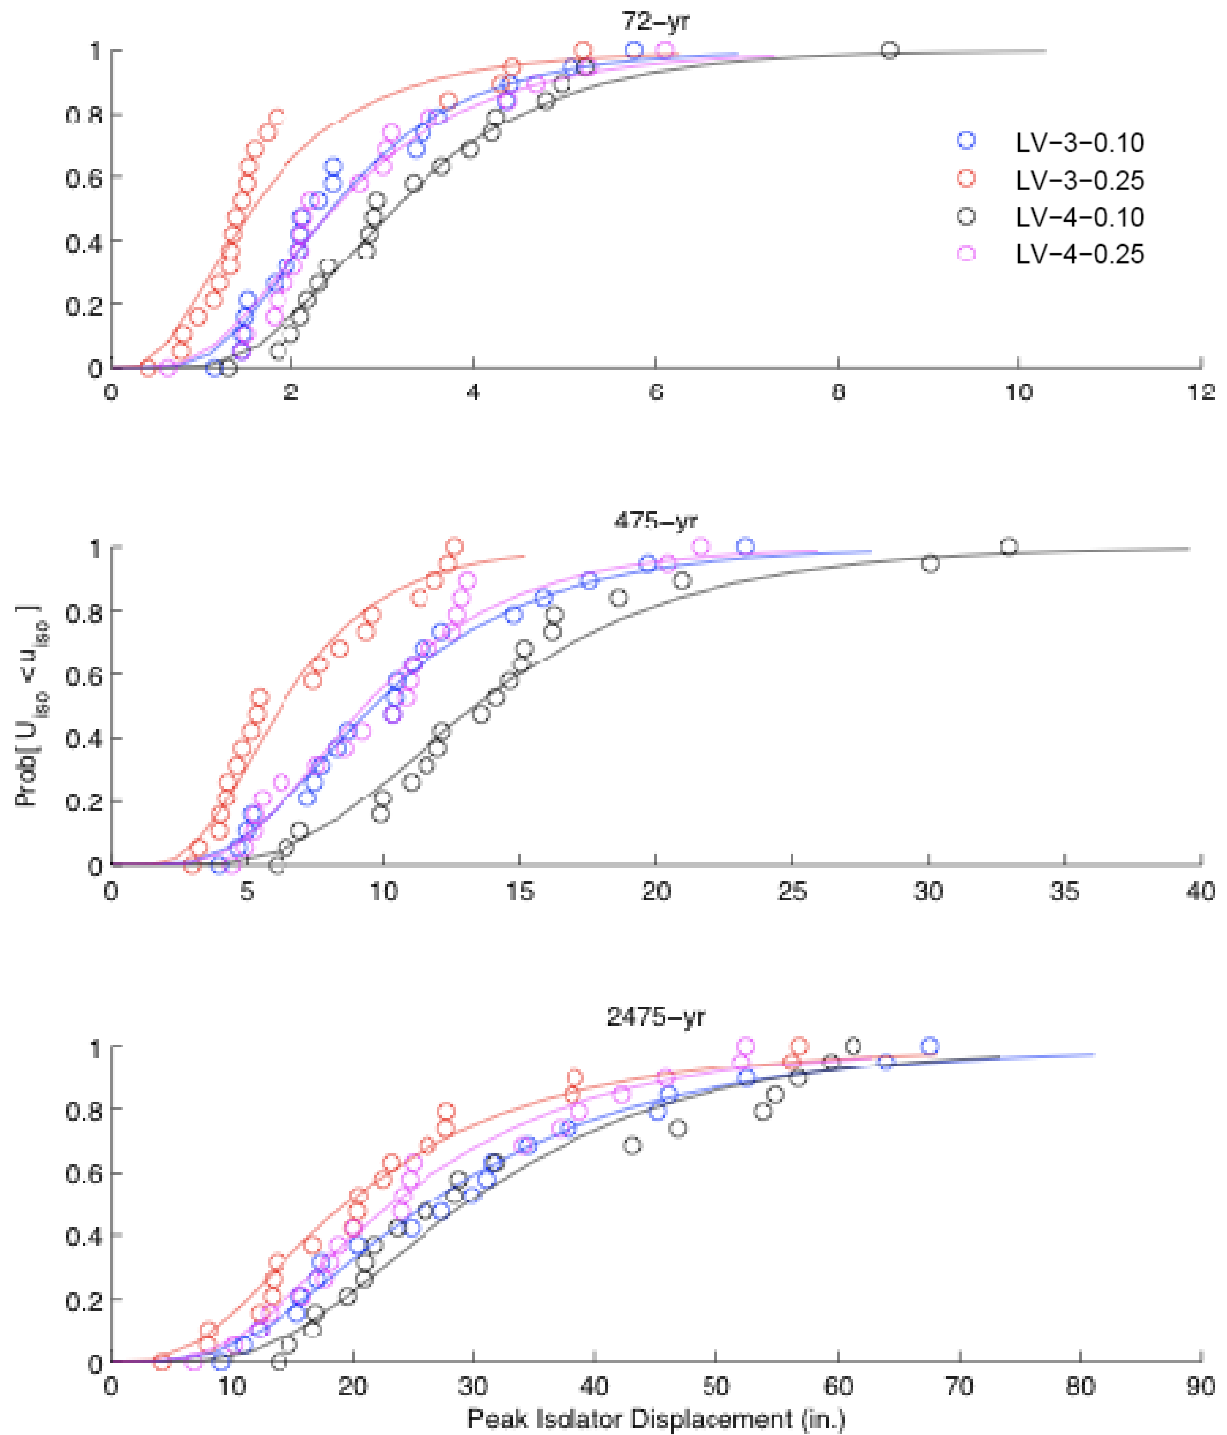 72-yr
1
0.8
0.6
0.4
0.2
0
0 2 4 6 8 10 12
LV-3-0.10
LV-3-0.25
LV-4-0.10
LV-4-0.25
475-yr
Prob[ U_iso < u_iso ]
1
0.8
0.6
0.4
0.2
0
0 5 10 15 20 25 30 35 40
2475-yr
1
0.8
0.6
0.4
0.2
0
0 10 20 30 40 50 60 70 80 90
Peak Isolator Displacement (in.)